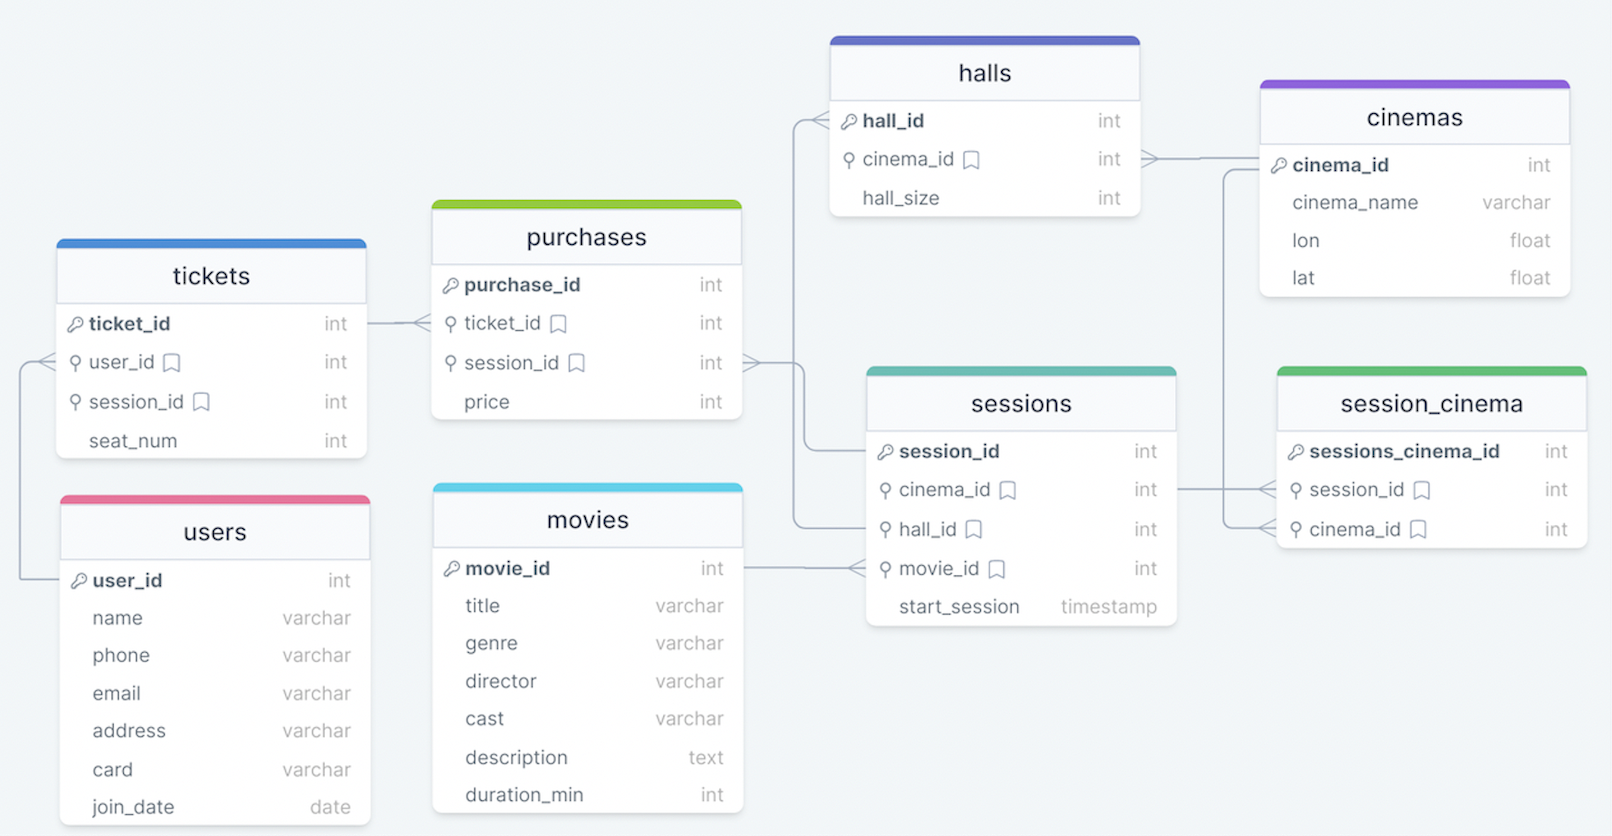 halls
hall_id int
cinema_id int
hall_size int
cinemas
cinema_id int
cinema_name varchar
lon float
lat float
purchases
purchase_id int
ticket_id int
session_id int
price int
tickets
ticket_id int
user_id int
session_id int
seat_num int
sessions
session_id int
cinema_id int
hall_id int
movie_id int
start_session timestamp
session_cinema
sessions_cinema_id int
session_id int
cinema_id int
users
user_id int
name varchar
phone varchar
email varchar
address varchar
card varchar
join_date date
movies
movie_id int
title varchar
genre varchar
director varchar
cast varchar
description text
duration_min int